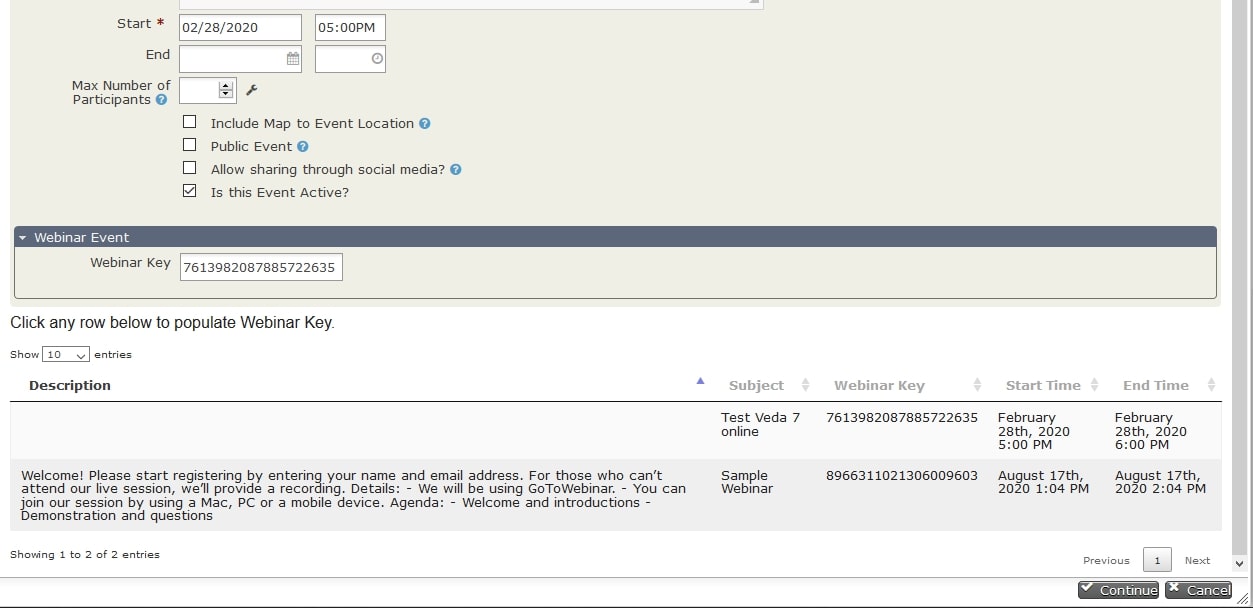 Start * 02/28/2020 05:00PM
End
Max Number of
Participants ?
Include Map to Event Location ?
Public Event ?
Allow sharing through social media? ?
Is this Event Active?
Webinar Event
Webinar Key 7613982087885722635
Click any row below to populate Webinar Key.
Show 10 entries
Description Subject Webinar Key Start Time End Time
Test Veda 7 7613982087885722635 February February
online 28th, 2020 28th, 2020
5:00 PM 6:00 PM
Welcome! Please start registering by entering your name and email address. For those who can’t Sample 8966311021306009603 August 17th, August 17th,
attend our live session, we’ll provide a recording. Details: - We will be using GoToWebinar. - You can Webinar 2020 1:04 PM 2020 2:04 PM
join our session by using a Mac, PC or a mobile device. Agenda: - Welcome and introductions -
Demonstration and questions
Showing 1 to 2 of 2 entries
Previous 1 Next
Continue Cancel